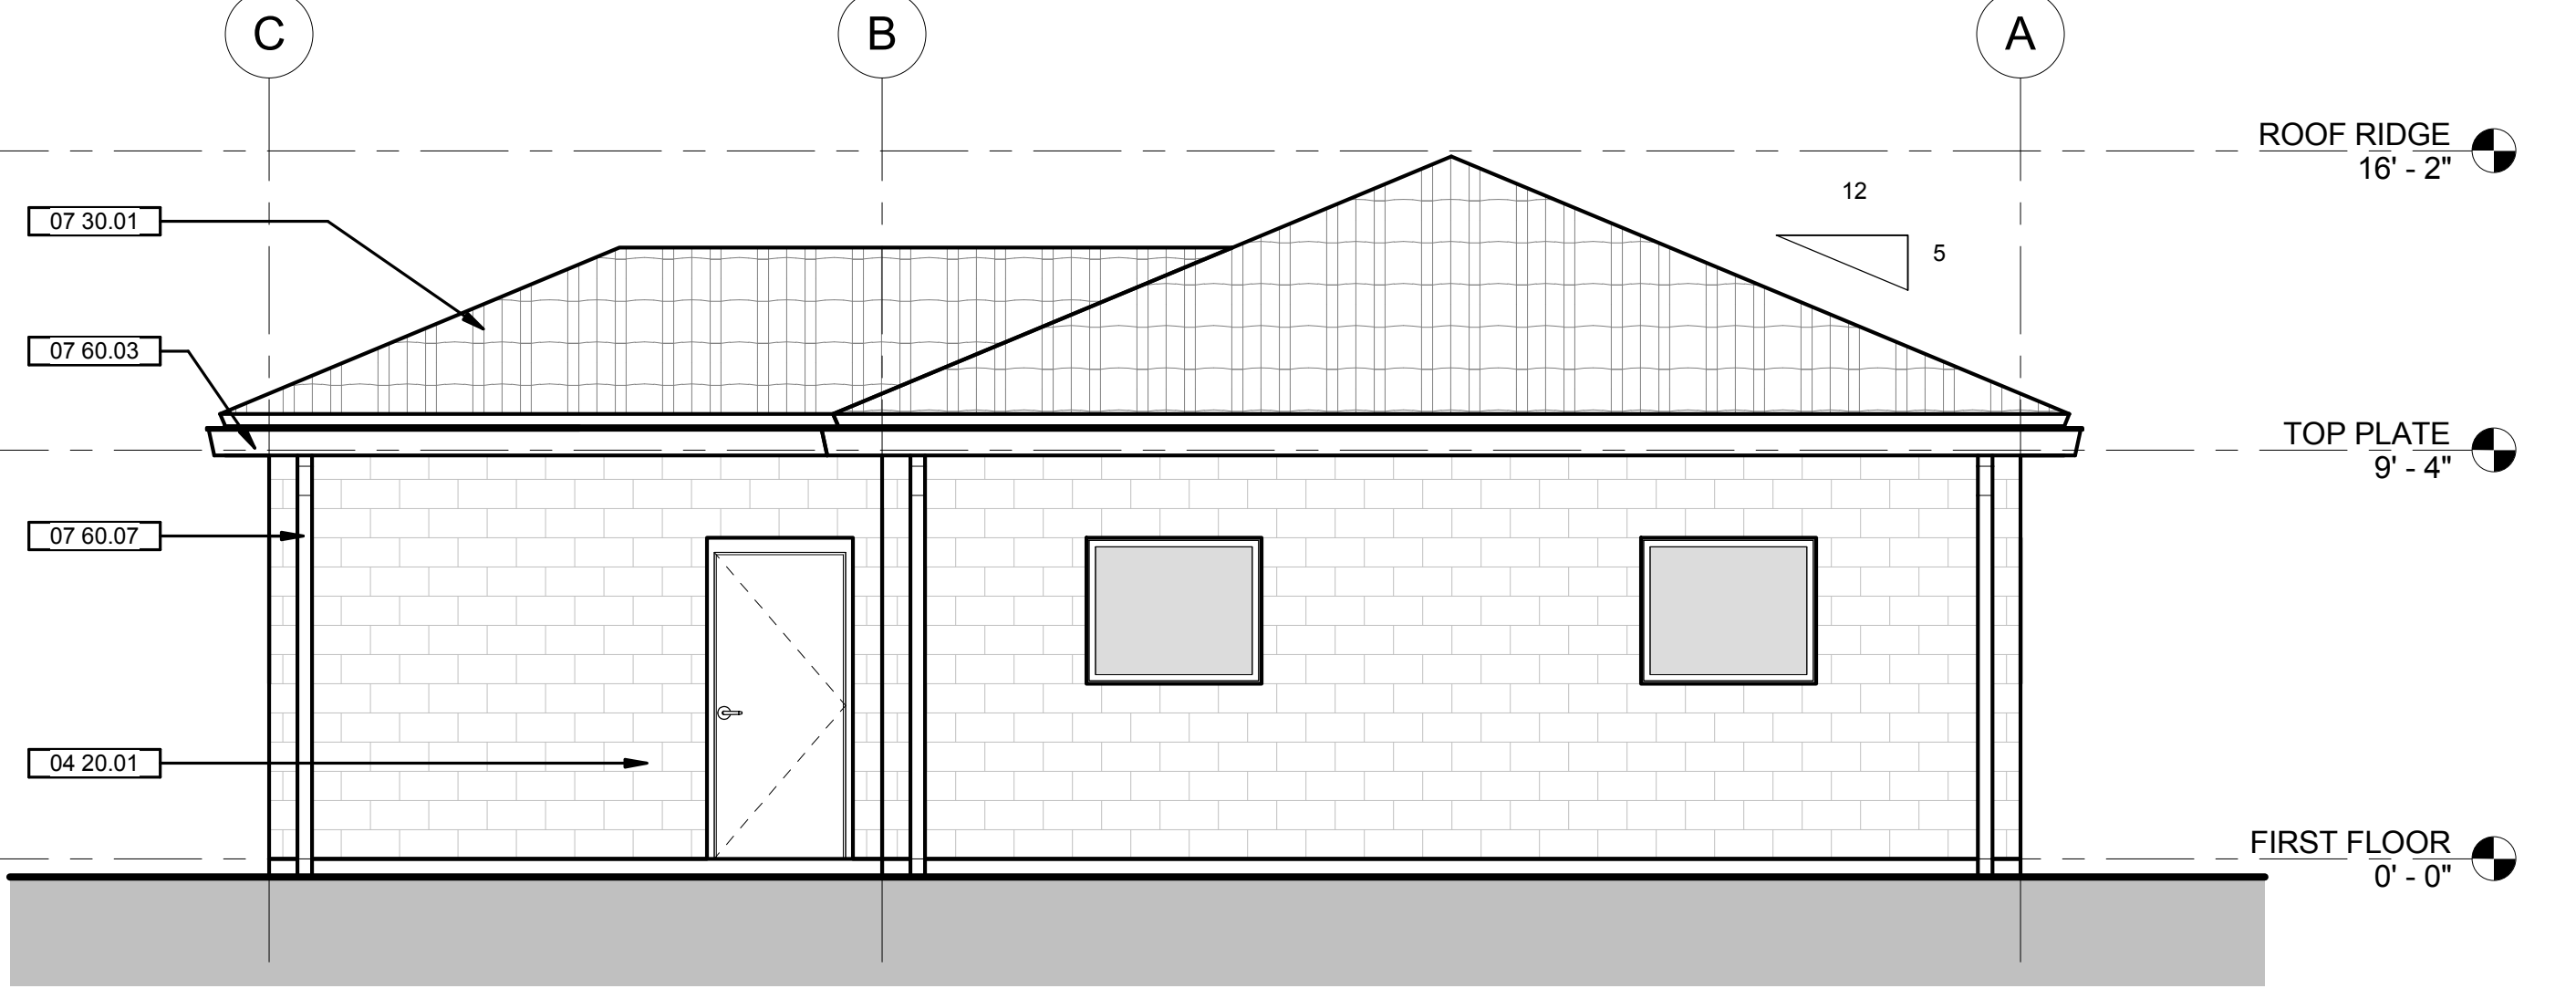 C
B
A
ROOF RIDGE
16' - 2"
12
07 30.01
5
07 60.03
TOP PLATE
9' - 4"
07 60.07
04 20.01
FIRST FLOOR
0' - 0"